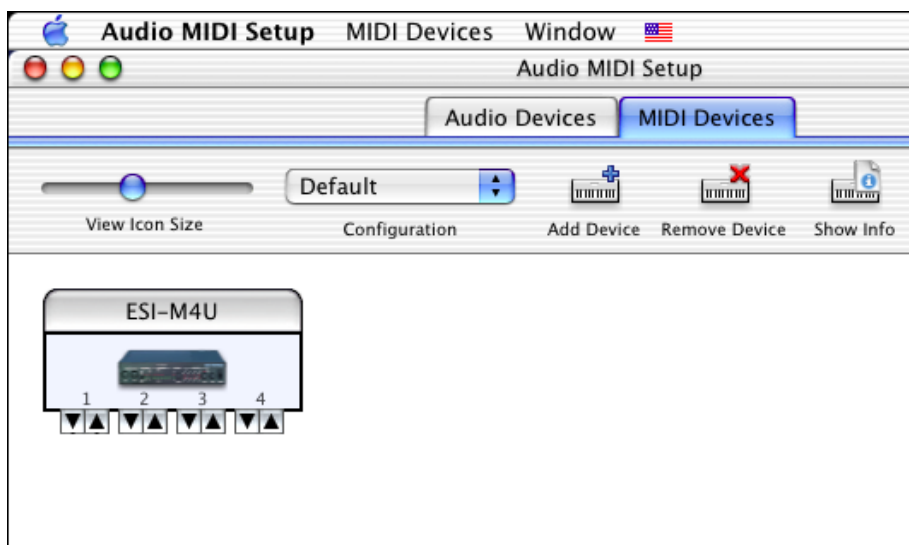 Audio MIDI Setup MIDI Devices Window
Audio MIDI Setup
Audio Devices MIDI Devices
Default
View Icon Size Configuration Add Device Remove Device Show Info
ESI-M4U
1 2 3 4